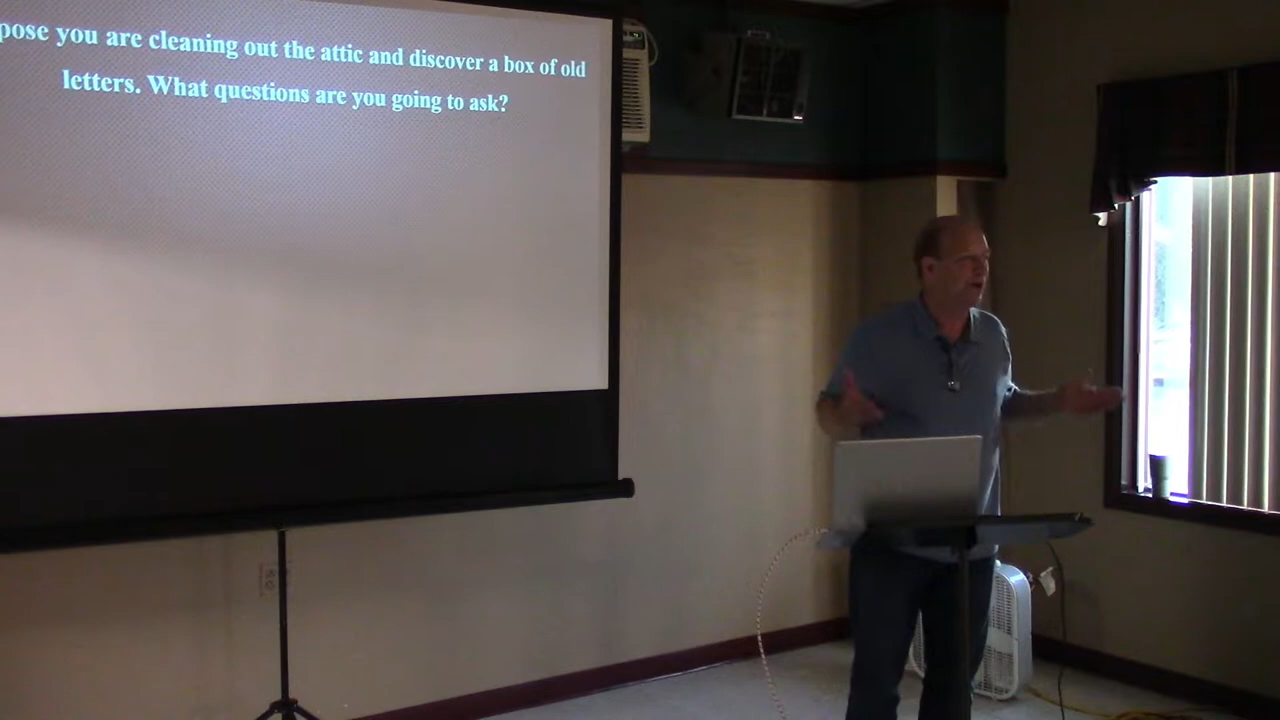 pose you are cleaning out the attic and discover a box of old
letters. What questions are you going to ask?